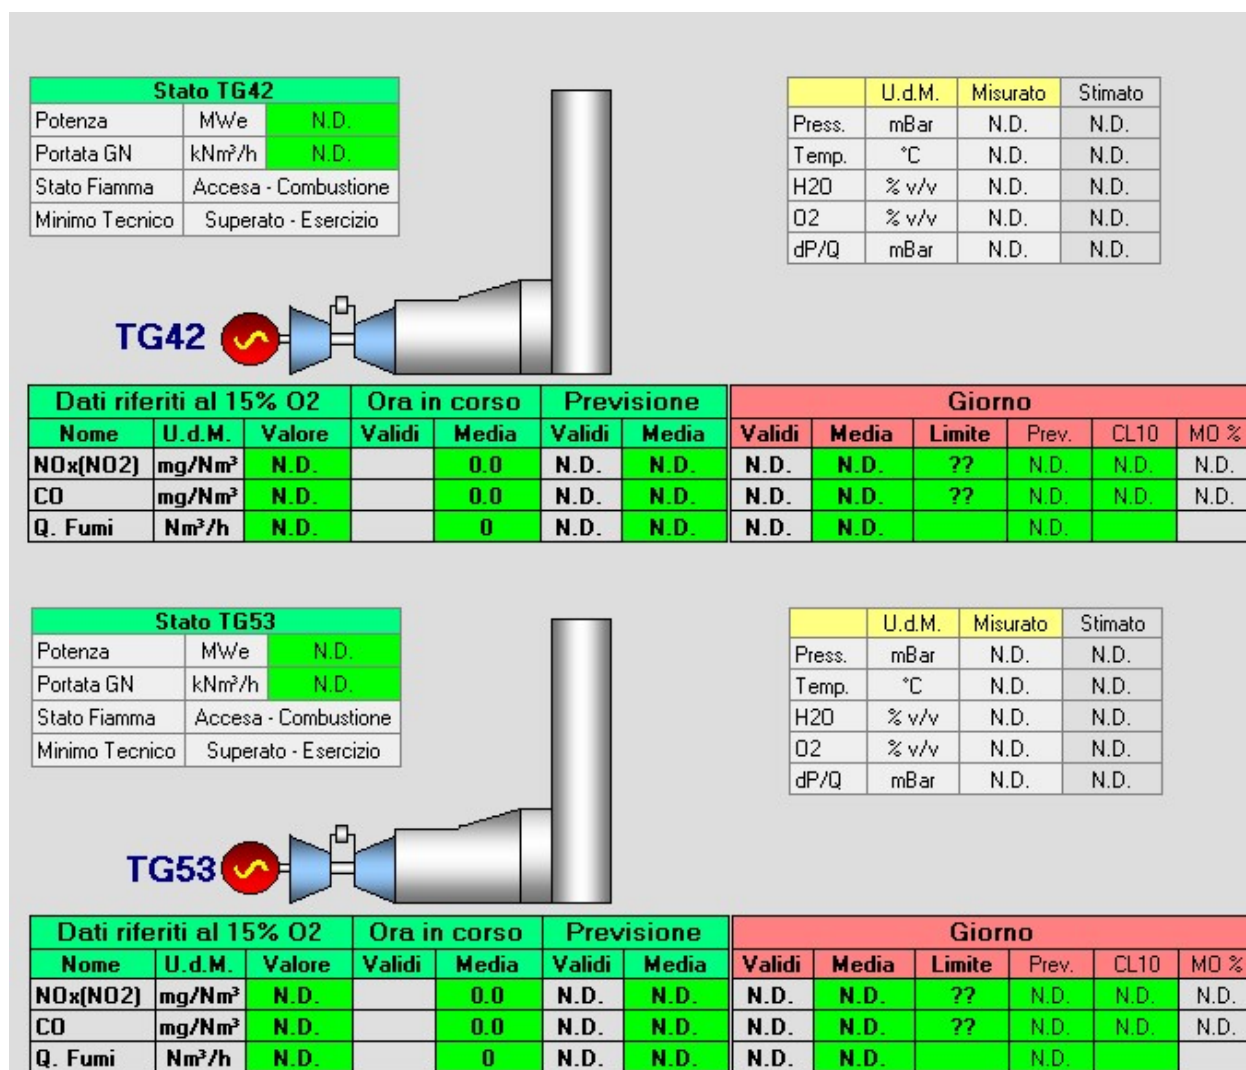 Stato TG42
Potenza MWe N.D.
Portata GN kNm³/h N.D.
Stato Fiamma Accesa - Combustione
Minimo Tecnico Superato - Esercizio
U.d.M. Misurato Stimato
Press. mBar N.D. N.D.
Temp. °C N.D. N.D.
H2O % v/v N.D. N.D.
O2 % v/v N.D. N.D.
dP/Q mBar N.D. N.D.
TG42
Dati riferiti al 15% O2 Ora in corso Previsione Giorno
Nome U.d.M. Valore Validi Media Validi Media Validi Media Limite Prev. CL10 MO %
NOx(NO2) mg/Nm³ N.D. 0.0 N.D. N.D. N.D. N.D. ?? N.D. N.D. N.D.
CO mg/Nm³ N.D. 0.0 N.D. N.D. N.D. N.D. ?? N.D. N.D. N.D.
Q. Fumi Nm³/h N.D. 0 N.D. N.D. N.D. N.D. N.D.
Stato TG53
Potenza MWe N.D.
Portata GN kNm³/h N.D.
Stato Fiamma Accesa - Combustione
Minimo Tecnico Superato - Esercizio
U.d.M. Misurato Stimato
Press. mBar N.D. N.D.
Temp. °C N.D. N.D.
H2O % v/v N.D. N.D.
O2 % v/v N.D. N.D.
dP/Q mBar N.D. N.D.
TG53
Dati riferiti al 15% O2 Ora in corso Previsione Giorno
Nome U.d.M. Valore Validi Media Validi Media Validi Media Limite Prev. CL10 MO %
NOx(NO2) mg/Nm³ N.D. 0.0 N.D. N.D. N.D. N.D. ?? N.D. N.D. N.D.
CO mg/Nm³ N.D. 0.0 N.D. N.D. N.D. N.D. ?? N.D. N.D. N.D.
Q. Fumi Nm³/h N.D. 0 N.D. N.D. N.D. N.D. N.D.